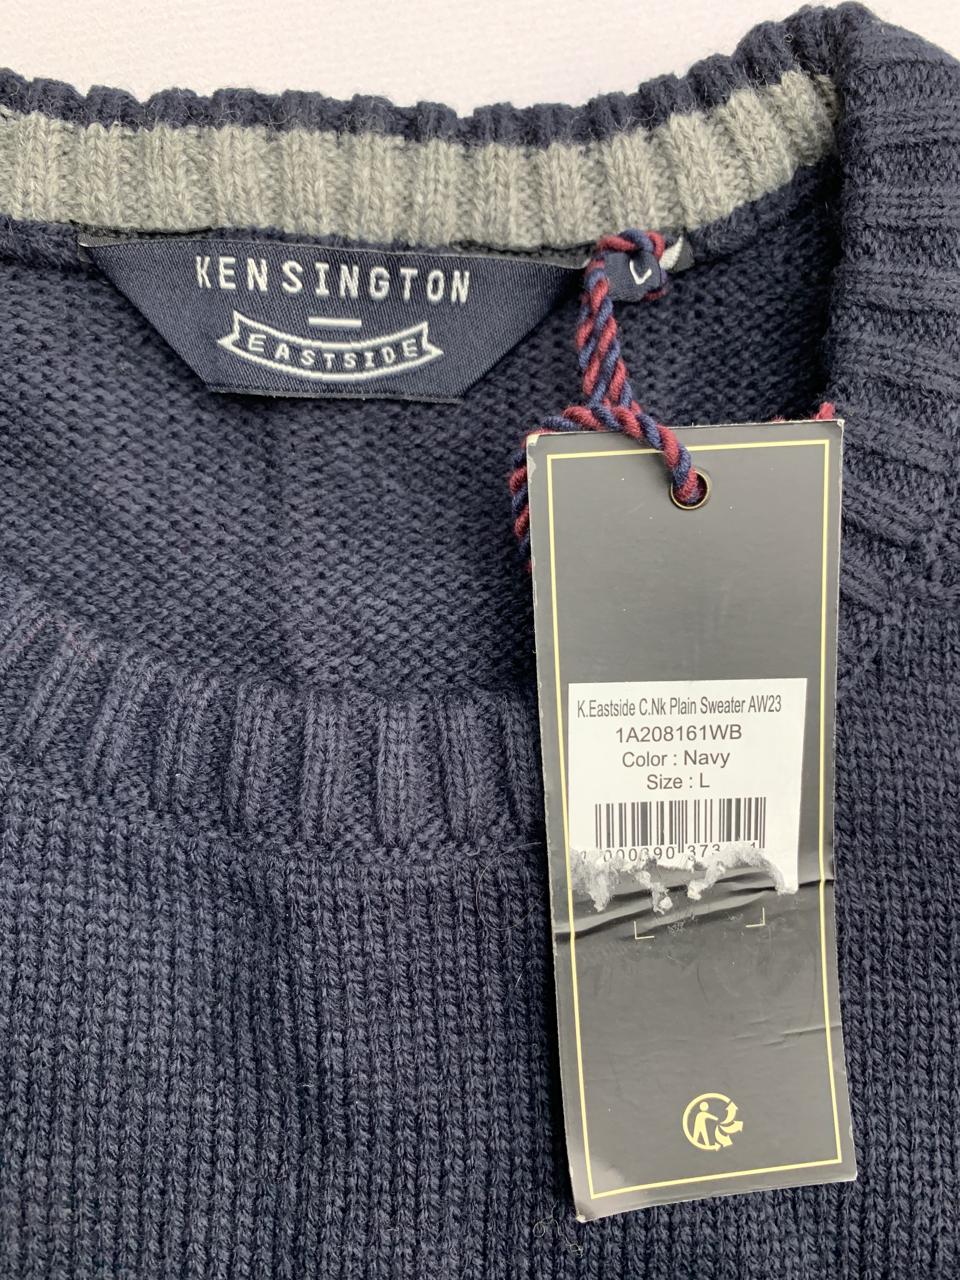 KENSINGTON
EASTSIDE
L
K.Eastside C.Nk Plain Sweater AW23
1A208161WB
Color : Navy
Size : L